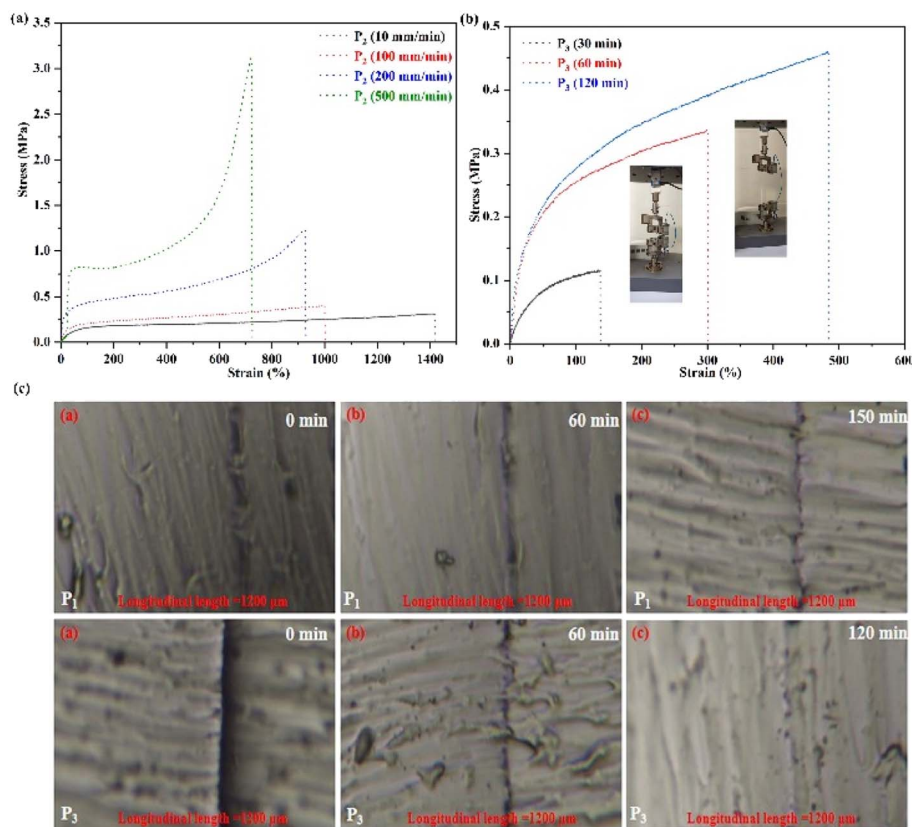 (a)
3.5
3.0
2.5
2.0
1.5
1.0
0.5
0.0
Stress (MPa)
0 200 400 600 800 1000 1200 1400
Strain (%)
P2 (10 mm/min)
P2 (100 mm/min)
P2 (200 mm/min)
P2 (500 mm/min)
(b)
0.5
0.4
0.3
0.2
0.1
0.0
Stress (MPa)
0 100 200 300 400 500 600
Strain (%)
P3 (30 min)
P3 (60 min)
P3 (120 min)
(c)
(a) 0 min
P1 Longitudinal length =1200 μm
(b) 60 min
P1 Longitudinal length =1200 μm
(c) 150 min
P1 Longitudinal length =1200 μm
(a) 0 min
P3 Longitudinal length =1200 μm
(b) 60 min
P3 Longitudinal length =1200 μm
(c) 120 min
P3 Longitudinal length =1200 μm